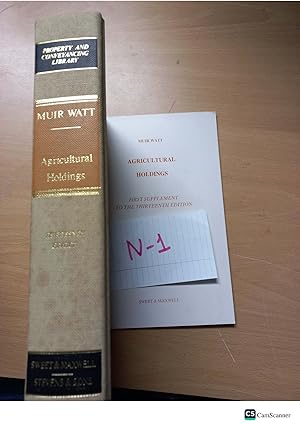 PROPERTY AND
CONVEYANCING
LIBRARY
MUIR WATT
Agricultural
Holdings
SWEET & MAXWELL
STEVENS & SONS
MUIR WATT
AGRICULTURAL
HOLDINGS
FIRST SUPPLEMENT
TO THE THIRTEENTH EDITION
N-1
SWEET & MAXWELL
CS CamScanner